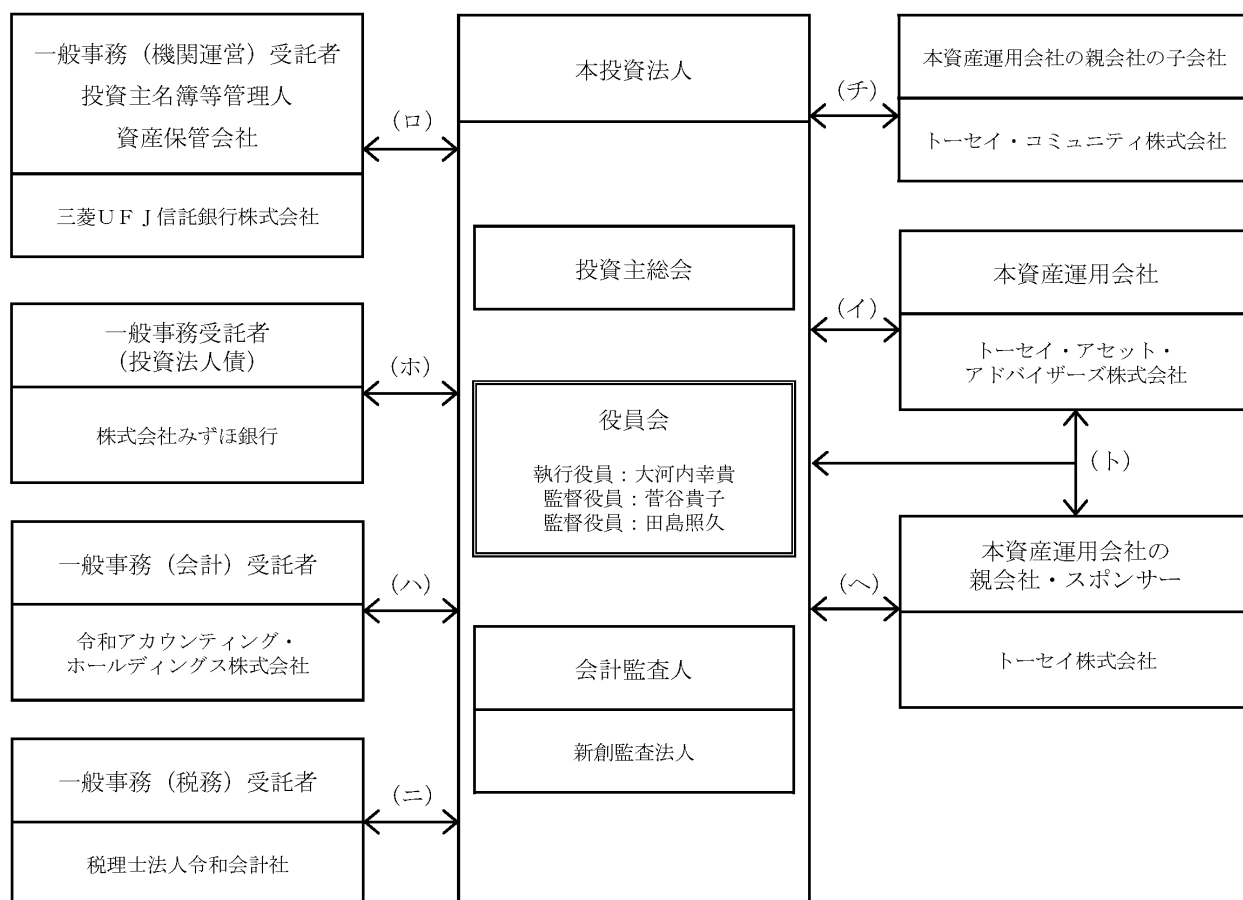 一般事務（機関運営）受託者
投資主名簿等管理人
資産保管会社
三菱ＵＦＪ信託銀行株式会社
（ロ）
一般事務受託者
（投資法人債）
株式会社みずほ銀行
（ホ）
一般事務（会計）受託者
令和アカウンティング・
ホールディングス株式会社
（ハ）
一般事務（税務）受託者
税理士法人令和会計社
（ニ）
本投資法人
投資主総会
役員会
執行役員：大河内幸貴
監督役員：菅谷貴子
監督役員：田島照久
会計監査人
新創監査法人
（チ）
本資産運用会社の親会社の子会社
トーセイ・コミュニティ株式会社
（イ）
本資産運用会社
トーセイ・アセット・
アドバイザーズ株式会社
（ト）
（ヘ）
本資産運用会社の
親会社・スポンサー
トーセイ株式会社